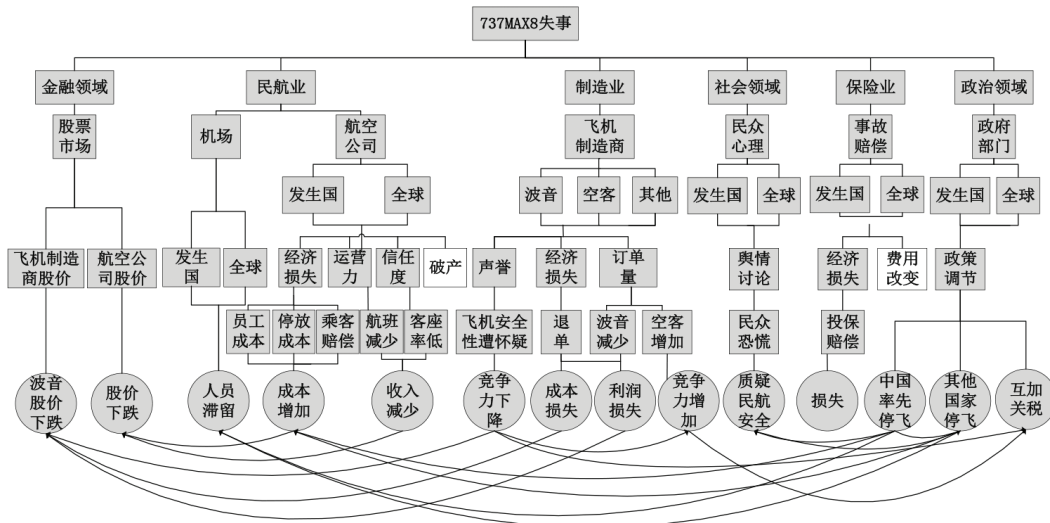 737MAX8失事
金融领域
民航业
制造业
社会领域
保险业
政治领域
股票
市场
机场
航空
公司
飞机
制造商
民众
心理
事故
赔偿
政府
部门
发生国
全球
波音
空客
其他
发生国
全球
发生国
全球
发生国
全球
飞机制造
商股价
航空公
司股价
发生
国
全球
经济
损失
运营
力
信任
度
破产
声誉
经济
损失
订单
量
舆情
讨论
经济
损失
费用
改变
政策
调节
员工
成本
停放
成本
乘客
赔偿
航班
减少
客座
率低
飞机安全
性遭怀疑
退
单
波音
减少
空客
增加
民众
恐慌
投保
赔偿
波音
股价
下跌
股价
下跌
人员
滞留
成本
增加
收入
减少
竞争
力下
降
成本
损失
利润
损失
竞争
力增
加
质疑
民航
安全
损失
中国
率先
停飞
其他
国家
停飞
互加
关税